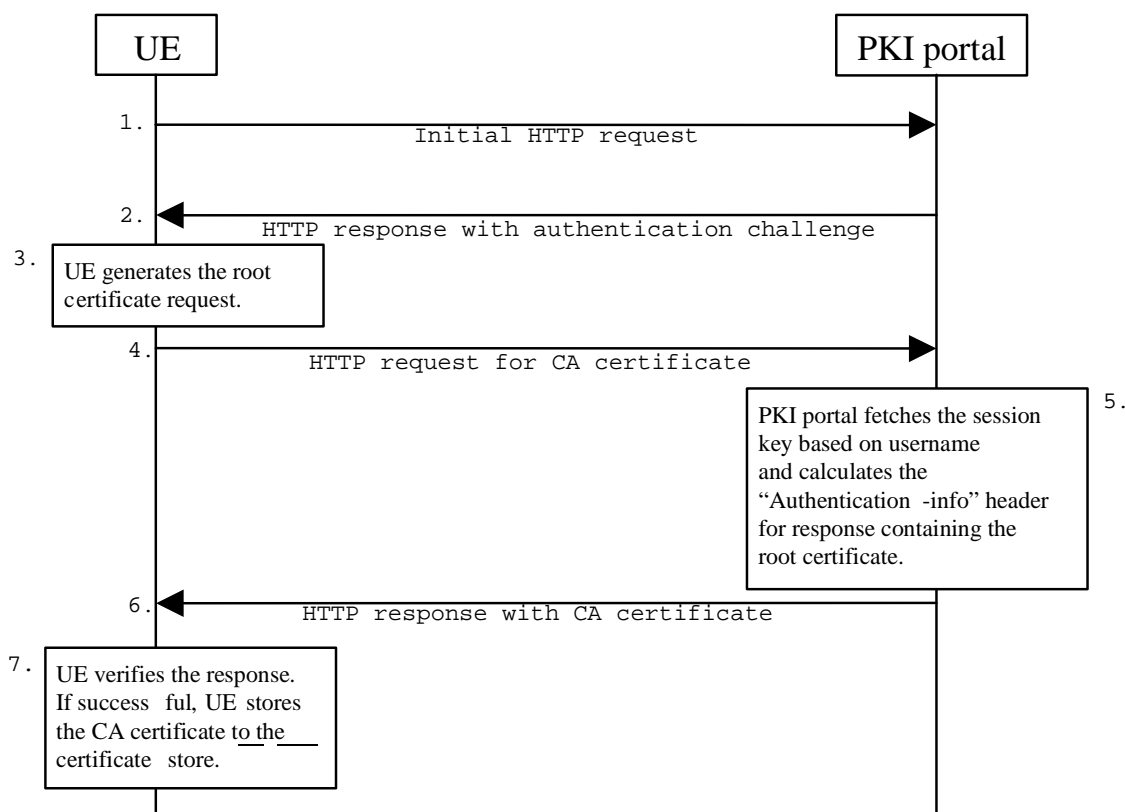 UE
PKI portal
1.
Initial HTTP request
2.
HTTP response with authentication challenge
3.
UE generates the root
certificate request.
4.
HTTP request for CA certificate
5.
PKI portal fetches the session
key based on username
and calculates the
“Authentication -info” header
for response containing the
root certificate.
6.
HTTP response with CA certificate
7.
UE verifies the response.
If success ful, UE stores
the CA certificate to the
certificate store.